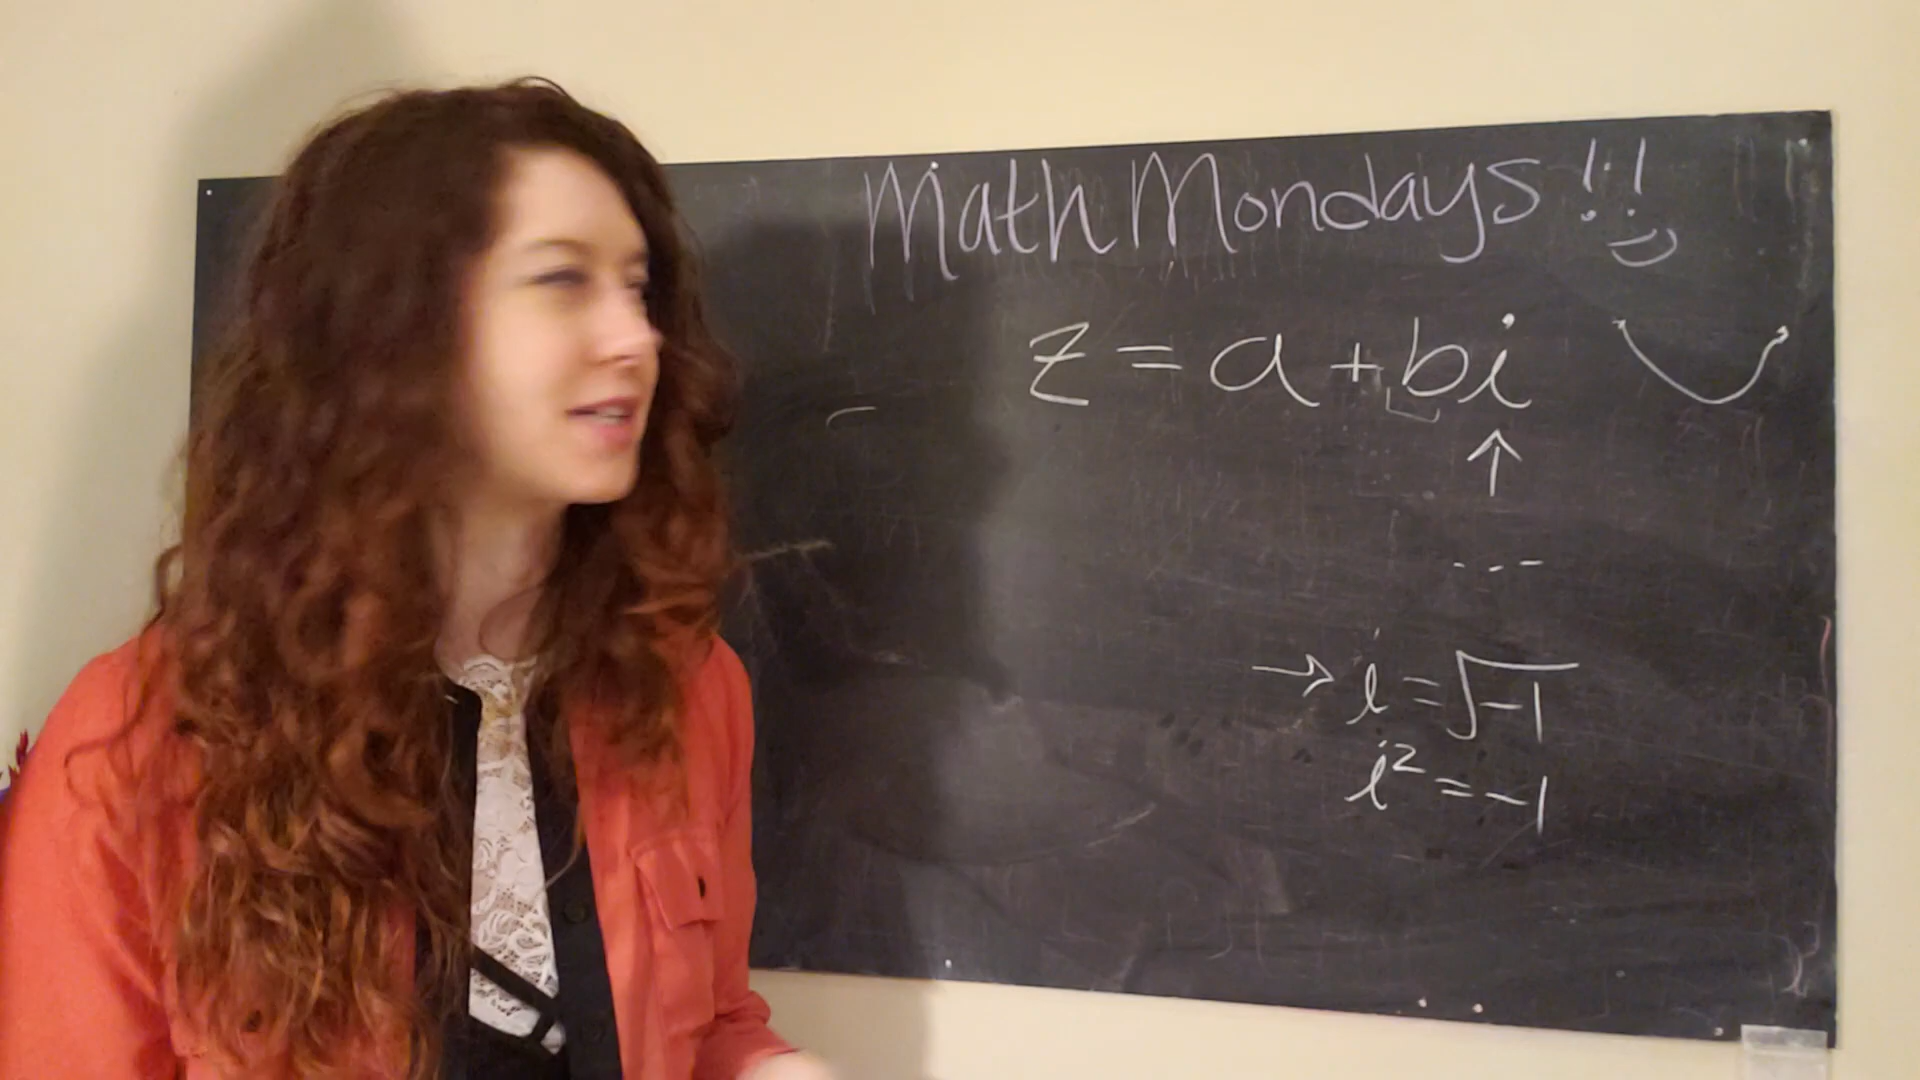 Math Mondays!! :)
z = a + bi
↑
---
→ i = √-1
i² = -1